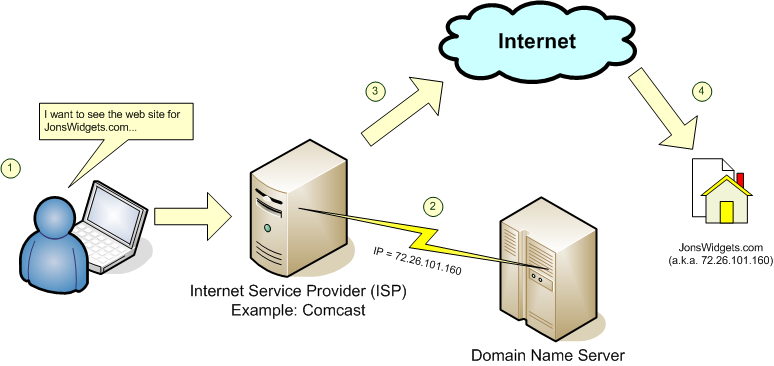 1
I want to see the web site for
JonsWidgets.com...
Internet Service Provider (ISP)
Example: Comcast
2
IP = 72.26.101.160
Domain Name Server
3
Internet
4
JonsWidgets.com
(a.k.a. 72.26.101.160)